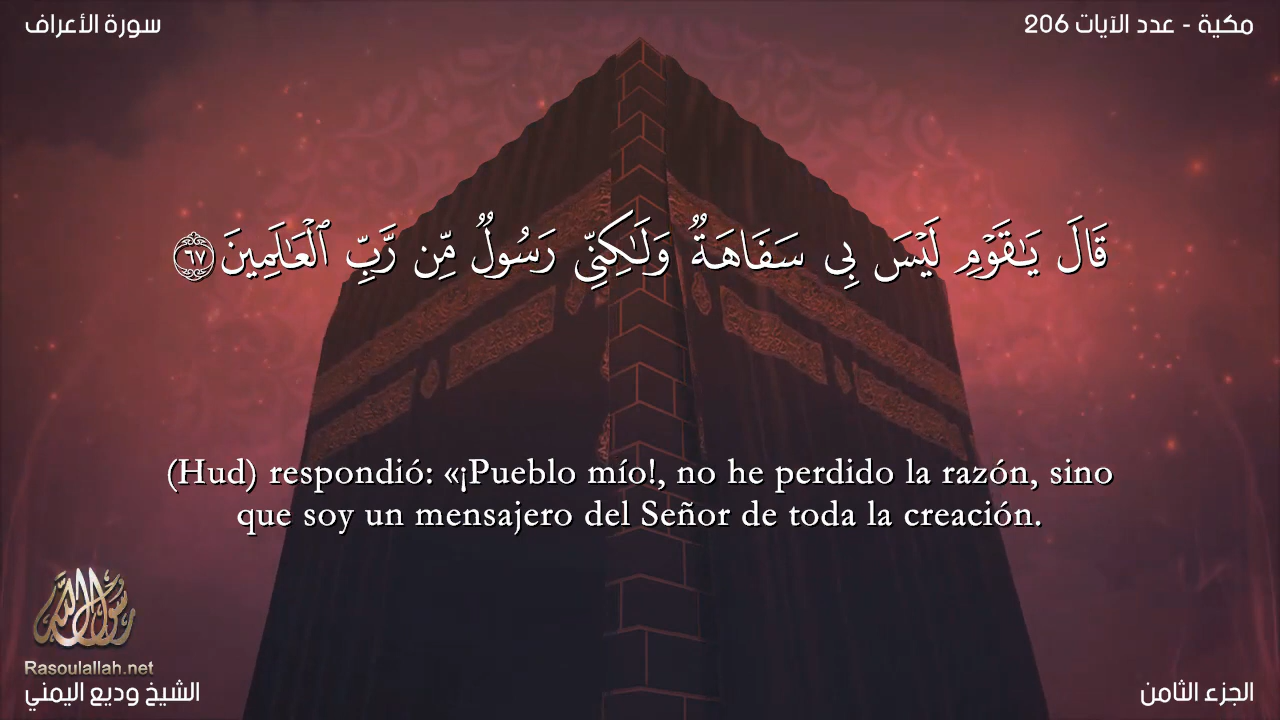 سورة الأعراف
مكية - عدد الآيات 206
قَالَ يَٰقَوْمِ لَيْسَ بِى سَفَاهَةٌ وَلَٰكِنِّى رَسُولٌ مِّن رَّبِّ ٱلْعَٰلَمِينَ ٦٧
(Hud) respondió: «¡Pueblo mío!, no he perdido la razón, sino
que soy un mensajero del Señor de toda la creación.
رسول الله
Rasoulallah.net
الشيخ وديع اليمني
الجزء الثامن